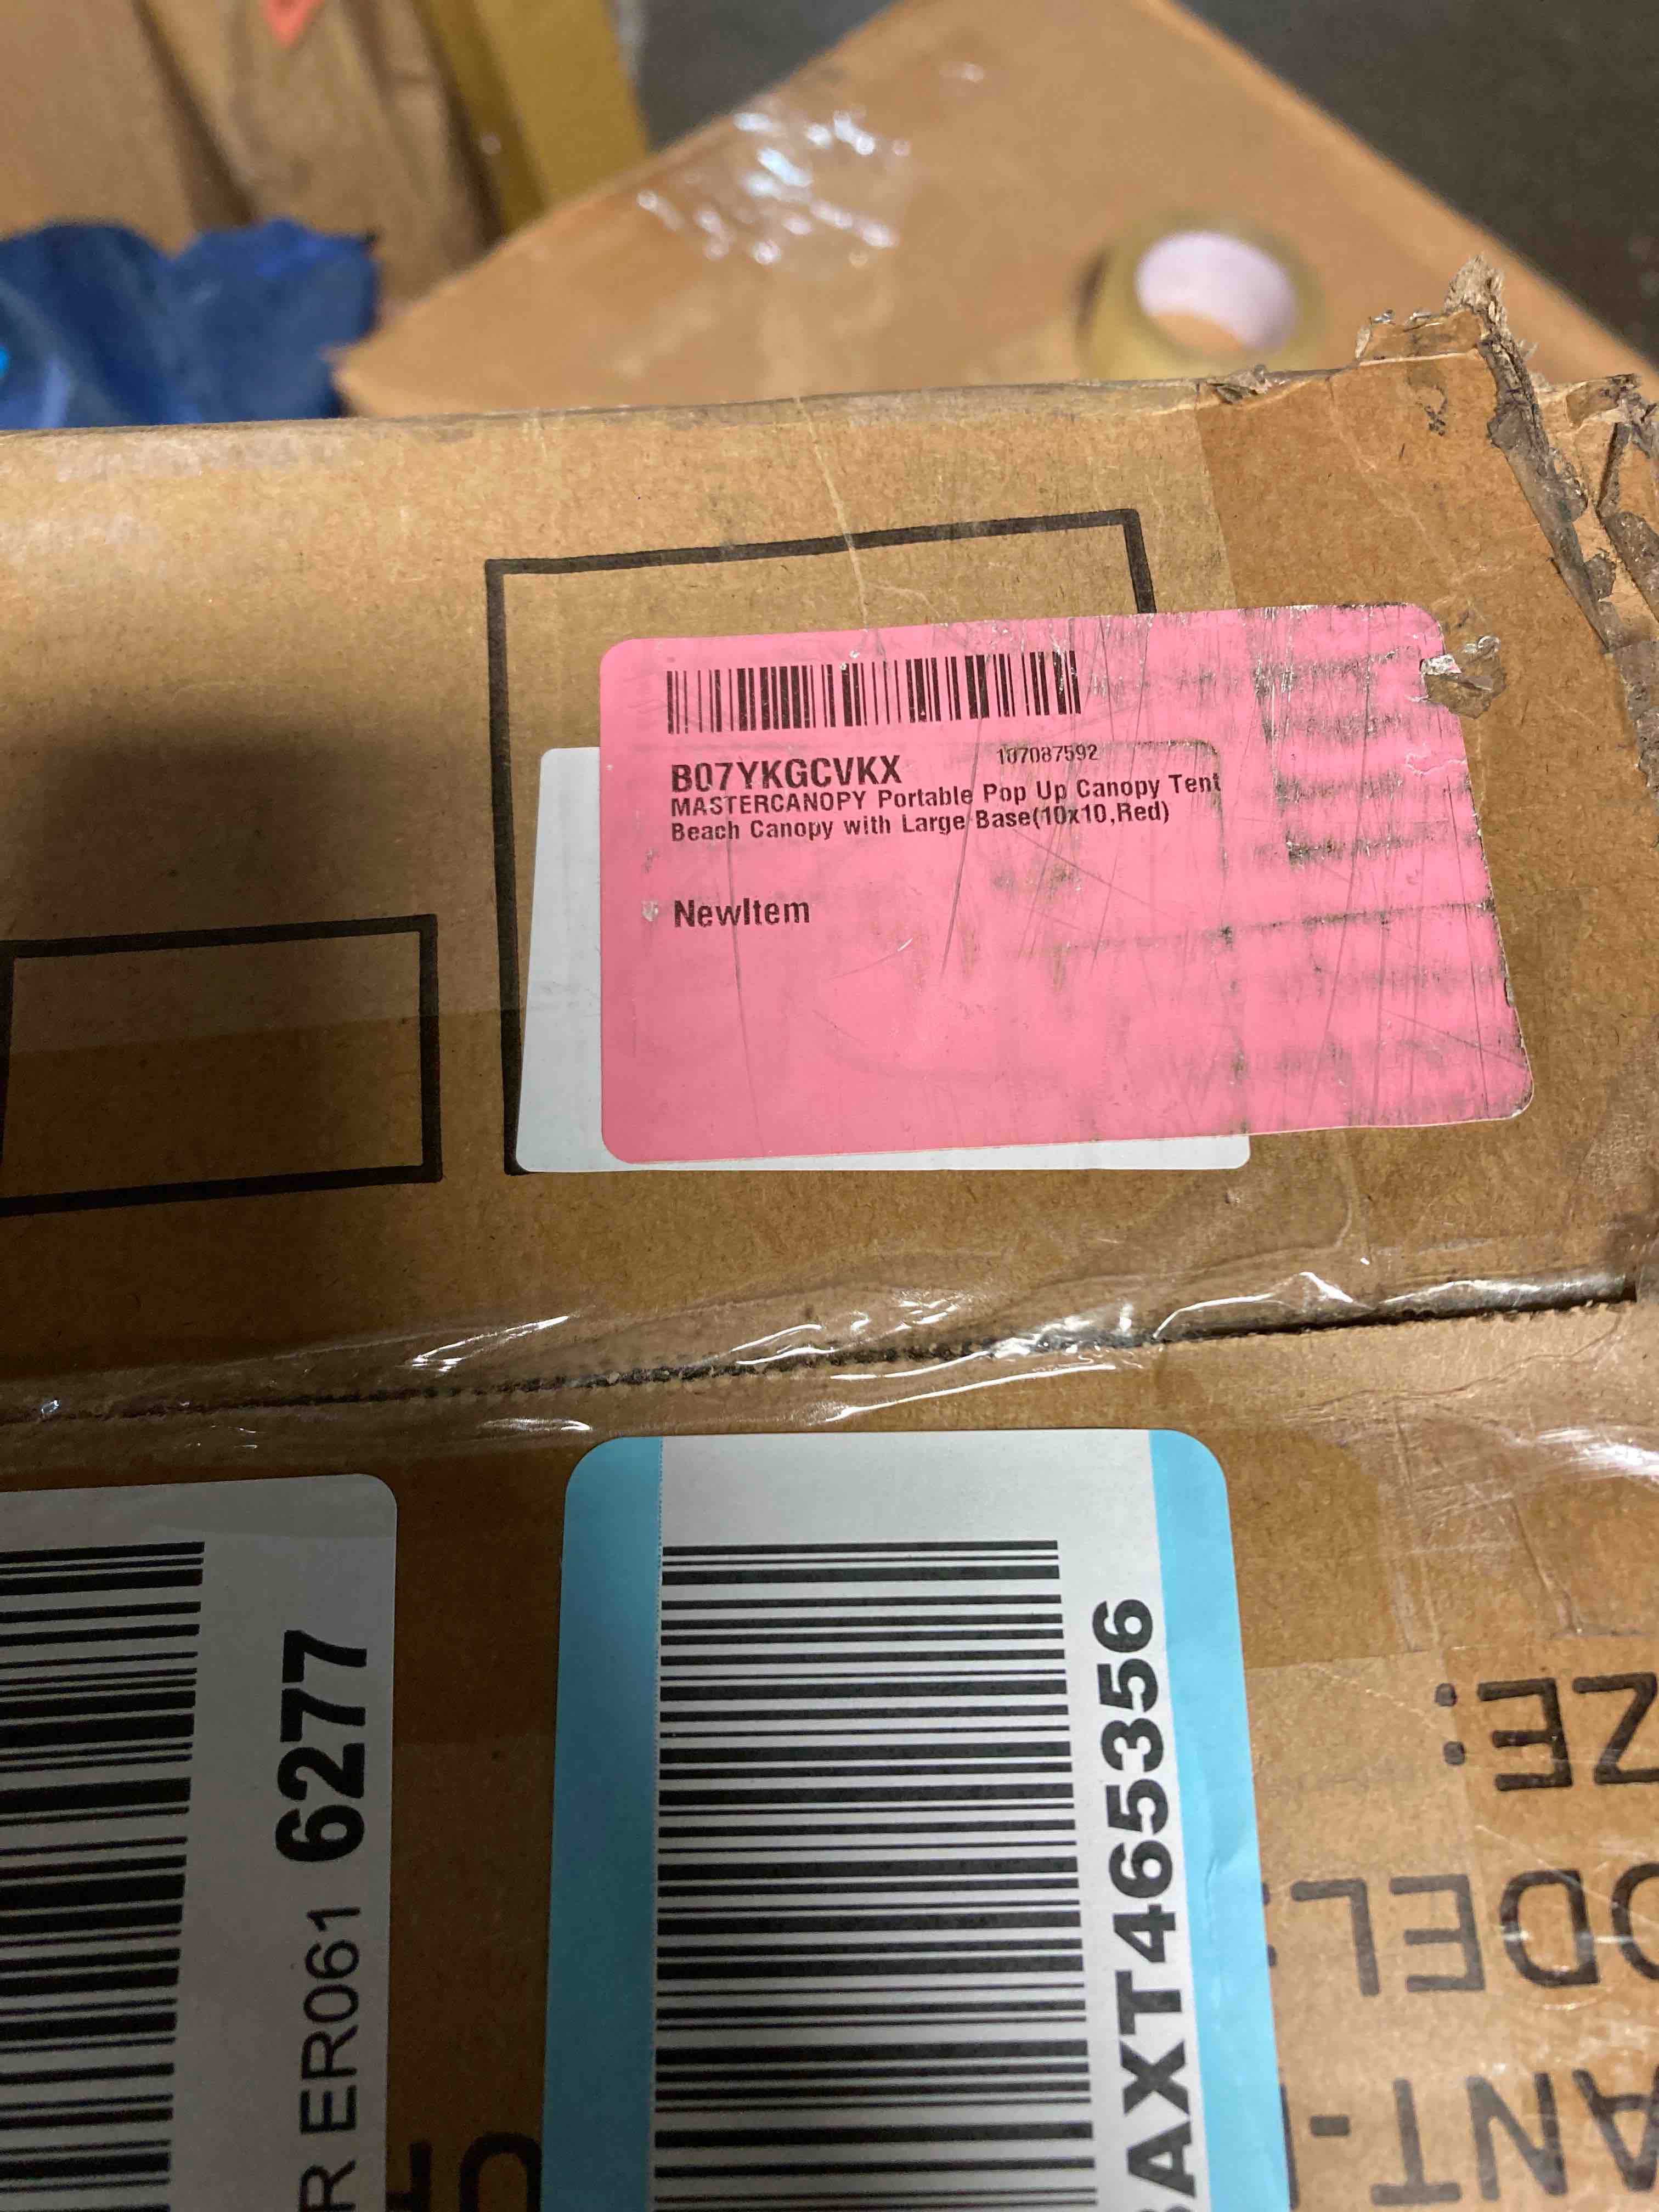 B07YKGCVKX
107087592
MASTERCANOPY Portable Pop Up Canopy Tent
Beach Canopy with Large Base(10x10,Red)
NewItem
R ER061 6277
AXT465356
ZE:
ODEL:
ANT-